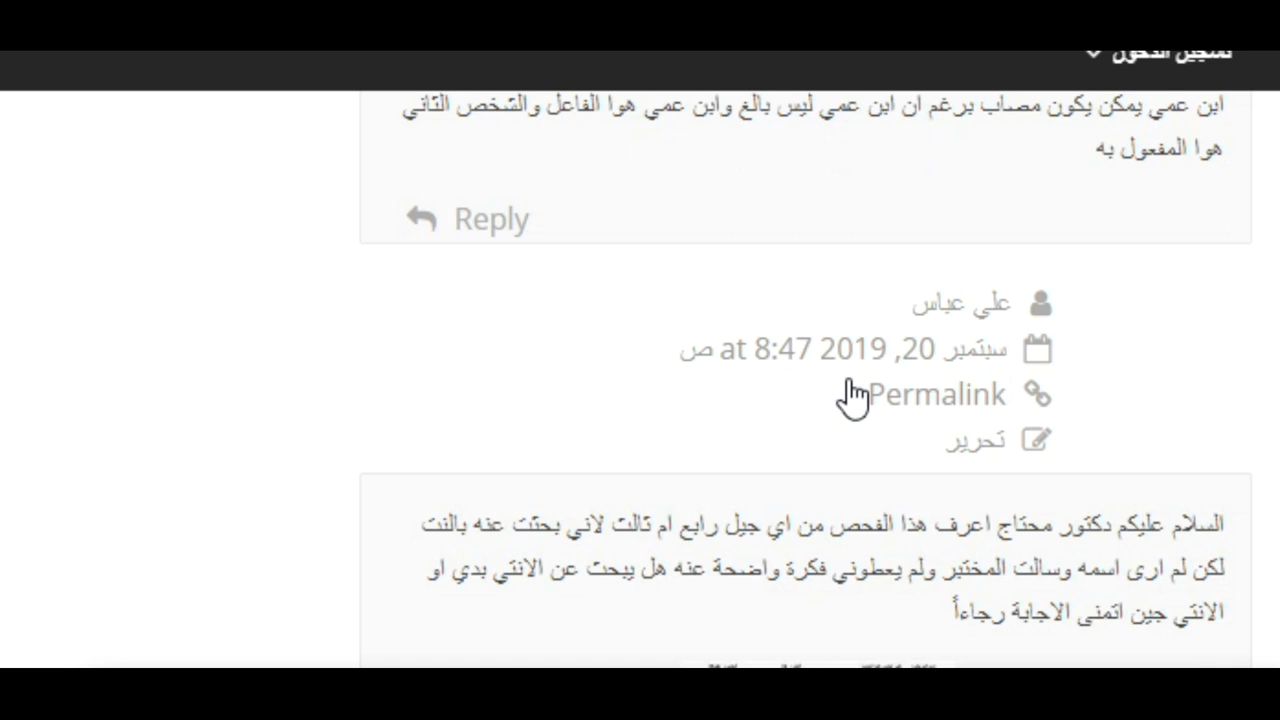 تسجيل الدخول
ابن عمي يمكن يكون مصاب برغم ان ابن عمي ليس بالغ وابن عمي هوا الفاعل والشخص الثاني
هوا المفعول به
Reply
علي عباس
سبتمبر 20, 2019 at 8:47 ص
Permalink
تحرير
السلام عليكم دكتور محتاج اعرف هذا الفحص من اي جيل رابع ام ثالث لاني بحثت عنه بالنت
لكن لم ارى اسمه وسالت المختبر ولم يعطوني فكرة واضحة عنه هل يبحث عن الانتي بدي او
الانتي جين اتمنى الاجابة رجاءاً